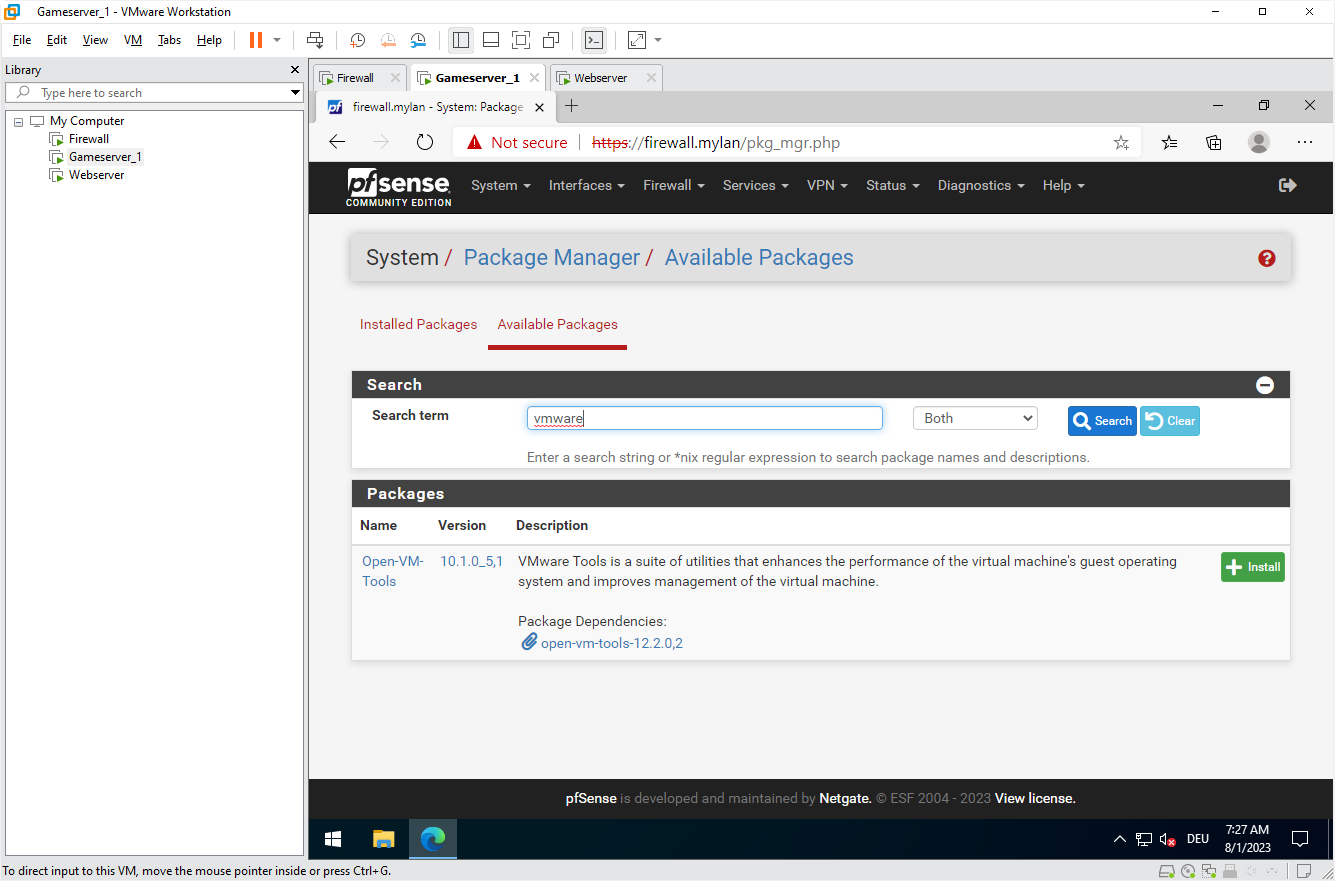 Gameserver_1 - VMware Workstation
File Edit View VM Tabs Help
Library
Type here to search
My Computer
Firewall
Gameserver_1
Webserver
Firewall Gameserver_1 Webserver
pf firewall.mylan - System: Package
Not secure | https://firewall.mylan/pkg_mgr.php
pfsense
COMMUNITY EDITION
System Interfaces Firewall Services VPN Status Diagnostics Help
System / Package Manager / Available Packages
Installed Packages Available Packages
Search
Search term vmware Both Search Clear
Enter a search string or *nix regular expression to search package names and descriptions.
Packages
Name Version Description
Open-VM-Tools 10.1.0_5,1 VMware Tools is a suite of utilities that enhances the performance of the virtual machine's guest operating
system and improves management of the virtual machine.
Install
Package Dependencies:
open-vm-tools-12.2.0,2
pfSense is developed and maintained by Netgate. © ESF 2004 - 2023 View license.
DEU
7:27 AM
8/1/2023
To direct input to this VM, move the mouse pointer inside or press Ctrl+G.